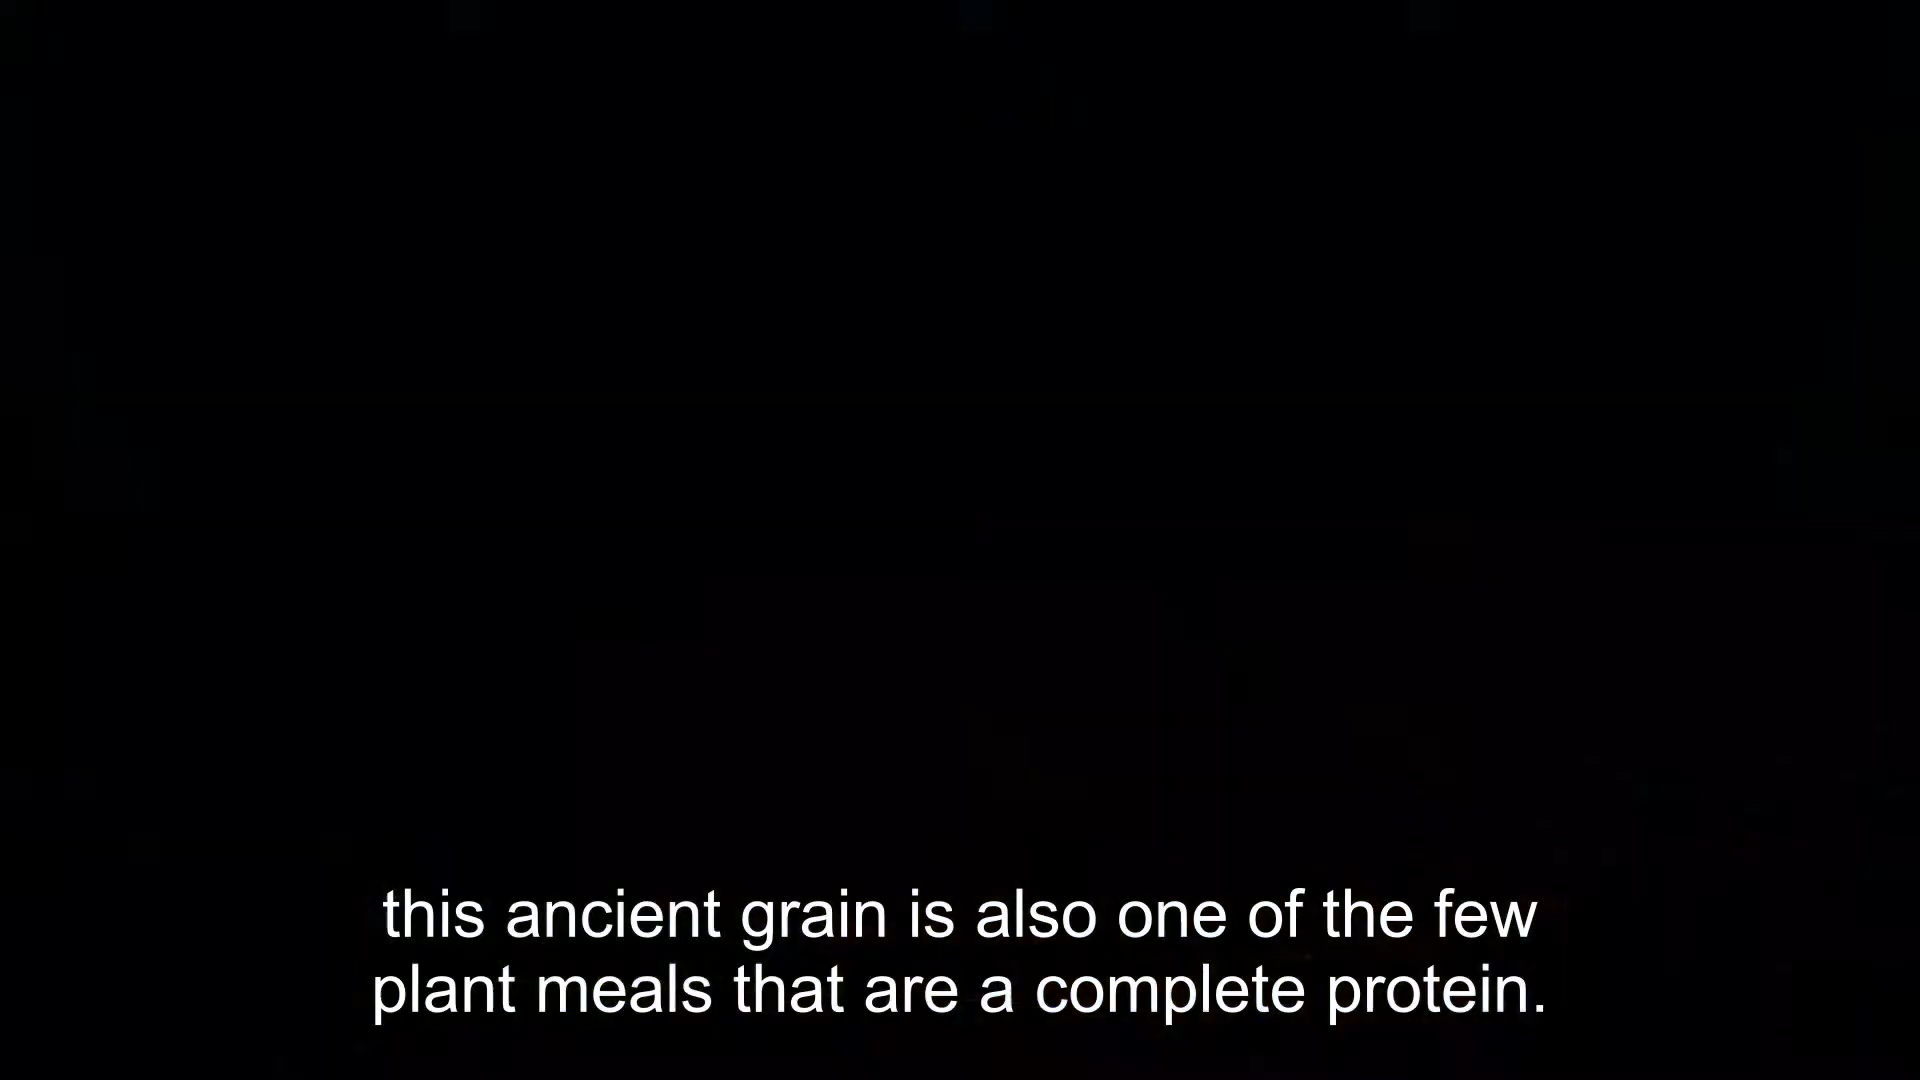 this ancient grain is also one of the few
plant meals that are a complete protein.